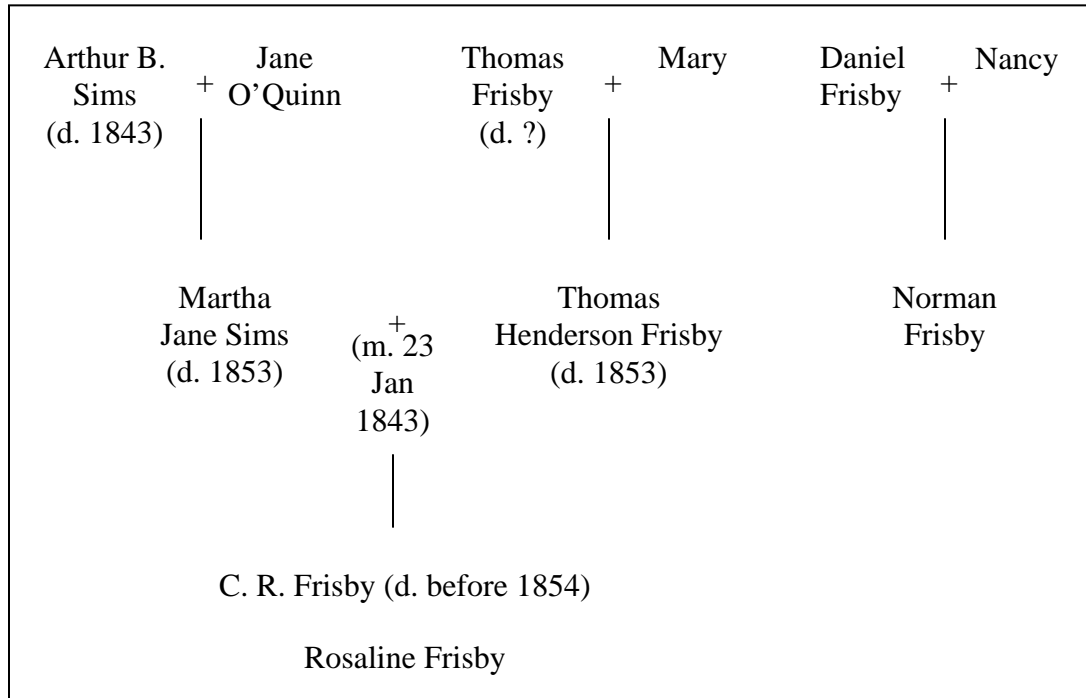 Arthur B.
Sims
(d. 1843)
+
Jane
O’Quinn
Thomas
Frisby
(d. ?)
+
Mary
Daniel
Frisby
+
Nancy
Martha
Jane Sims
(d. 1853)
+
(m. 23
Jan
1843)
Thomas
Henderson Frisby
(d. 1853)
Norman
Frisby
C. R. Frisby (d. before 1854)
Rosaline Frisby